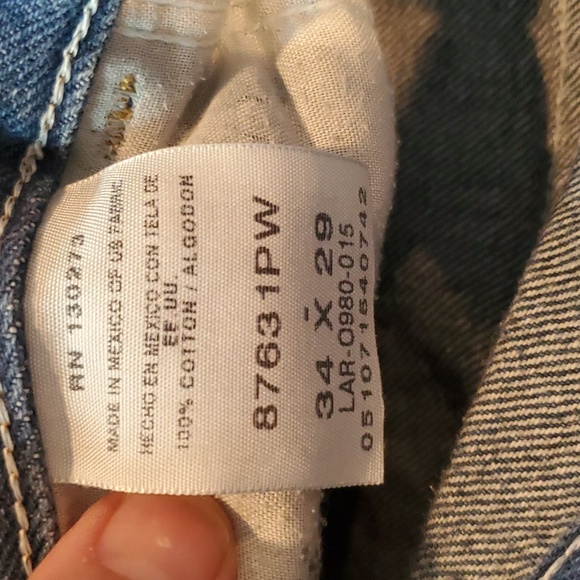 RN 130273
MADE IN MEXICO OF US FABRIC
HECHO EN MEXICO CON TELA DE
EE UU.
100% COTTON / ALGODON
87631PW
34 X 29
LAR-0980-015
051071540742